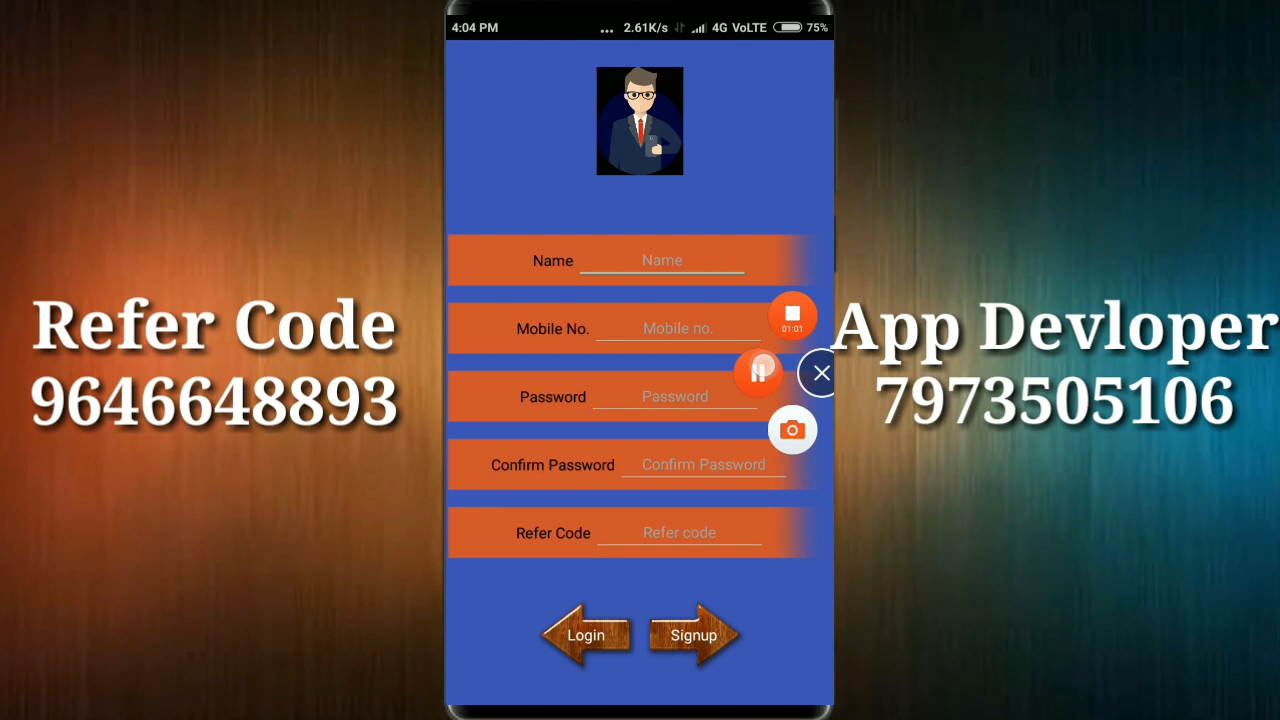 4:04 PM ... 2.61K/s 4G VoLTE 75%
Refer Code
9646648893
Name Name
Mobile No. Mobile no.
01:01
Password Password
Confirm Password Confirm Password
Refer Code Refer code
Login Signup
App Devloper
7973505106